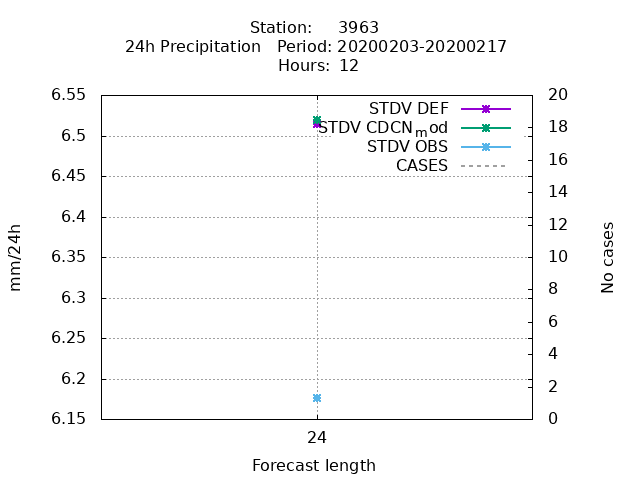 Station: 3963
24h Precipitation Period: 20200203-20200217
Hours: 12
6.55
6.5
6.45
6.4
6.35
6.3
6.25
6.2
6.15
20
18
16
14
12
10
8
6
4
2
0
STDV DEF
STDV CDCNmod
STDV OBS
CASES
mm/24h
No cases
24
Forecast length